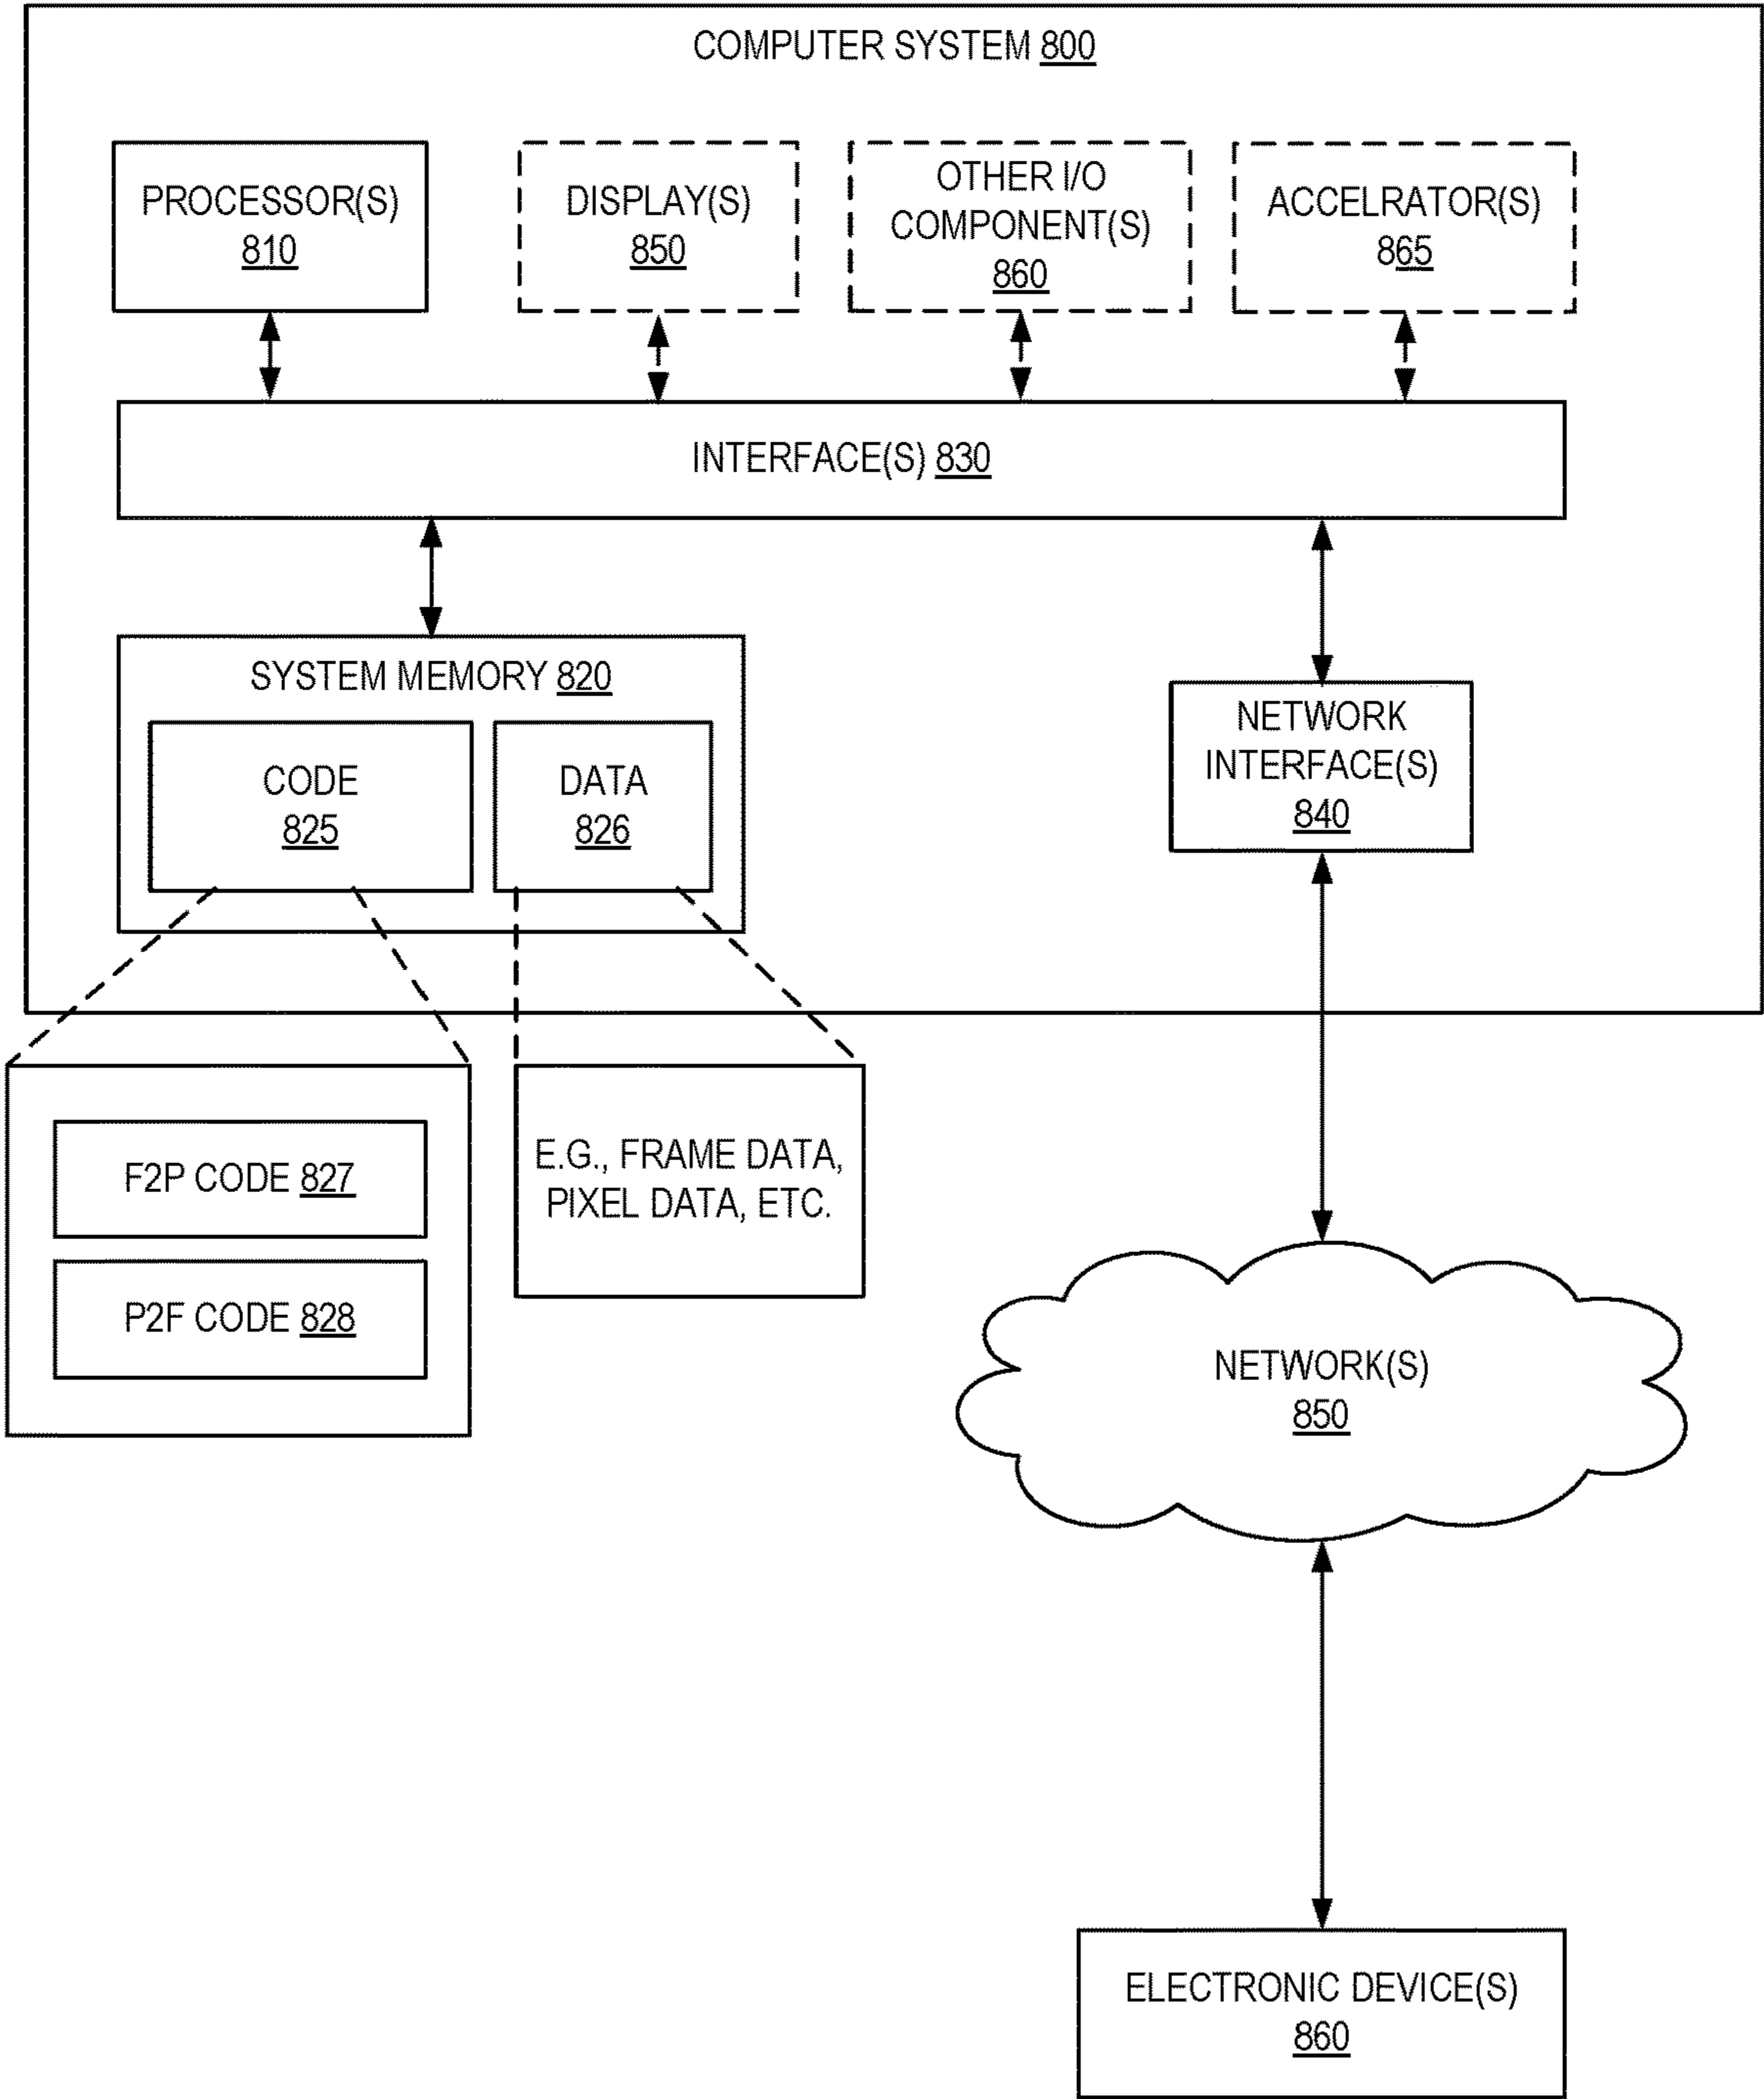 COMPUTER SYSTEM 800
PROCESSOR(S)
810
DISPLAY(S)
850
OTHER I/O
COMPONENT(S)
860
ACCELRATOR(S)
865
INTERFACE(S) 830
SYSTEM MEMORY 820
CODE
825
DATA
826
NETWORK
INTERFACE(S)
840
F2P CODE 827
P2F CODE 828
E.G., FRAME DATA,
PIXEL DATA, ETC.
NETWORK(S)
850
ELECTRONIC DEVICE(S)
860